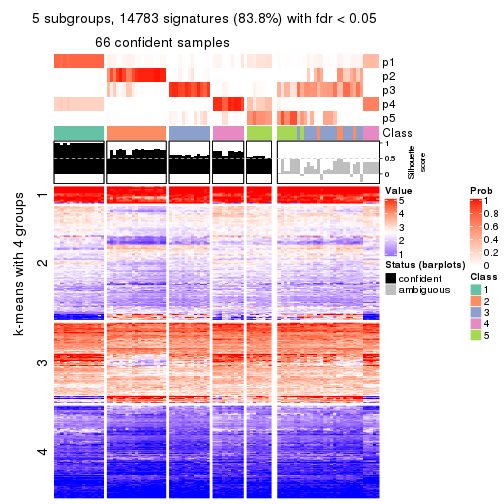 5 subgroups, 14783 signatures (83.8%) with fdr < 0.05
66 confident samples
p1
p2
p3
p4
p5
Class
1
0.5
0
Silhouette
score
k-means with 4 groups
1
2
3
4
Value
5
4
3
2
1
Status (barplots)
confident
ambiguous
Prob
1
0.8
0.6
0.4
0.2
0
Class
1
2
3
4
5